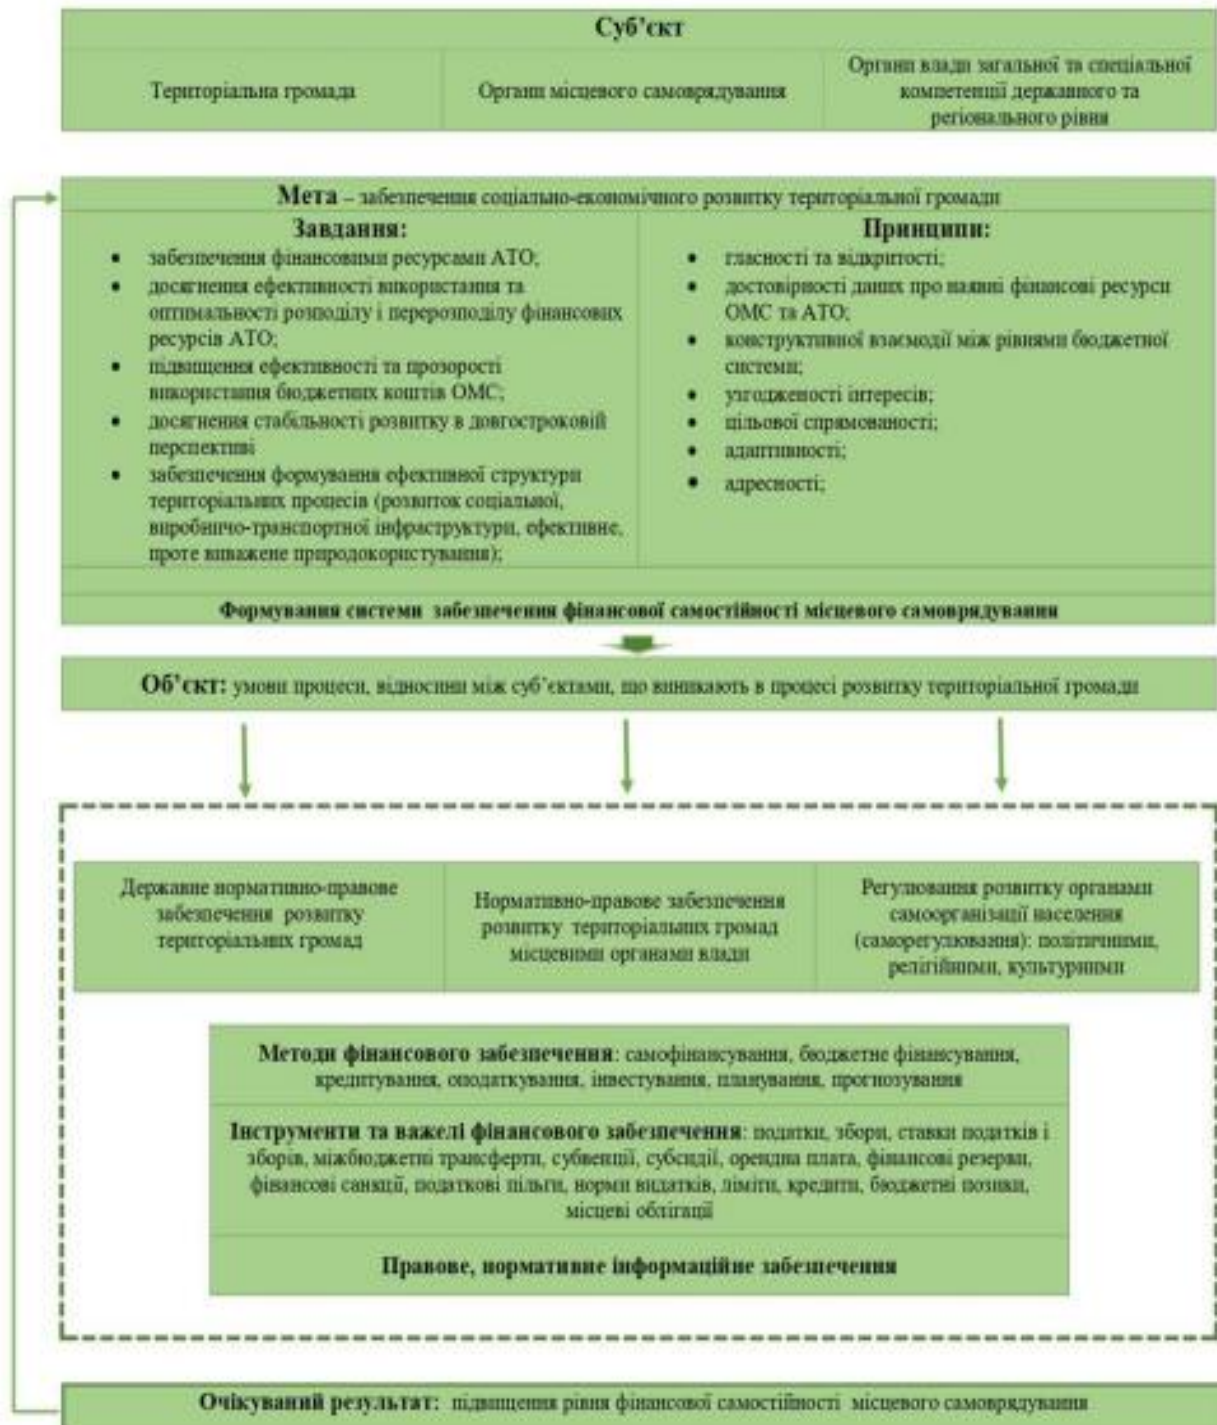 Суб’єкт
Територіальна громада
Органи місцевого самоврядування
Органи влади загальної та спеціальної
компетенції державного та
регіонального рівня
Мета – забезпечення соціально-економічного розвитку територіальної громади
Завдання:
• забезпечення фінансовими ресурсами АТО;
• досягнення ефективності використання та
оптимальності розподілу і перерозподілу фінансових
ресурсів АТО;
• підвищення ефективності та прозорості
використання бюджетних коштів ОМС;
• досягнення стабільності розвитку в довгостроковій
перспективі
• забезпечення формування ефективної структури
територіальних процесів (розвиток соціальної,
виробничо-транспортної інфраструктури, ефективне,
проте виважене природокористування);
Принципи:
• гласності та відкритості;
• достовірності даних про наявні фінансові ресурси
ОМС та АТО;
• конструктивної взаємодії між рівнями бюджетної
системи;
• узгодженості інтересів;
• цільової спрямованості;
• адаптивності;
• адресності;
Формування системи забезпечення фінансової самостійності місцевого самоврядування
Об’єкт: умови процеси, відносини між суб’єктами, що виникають в процесі розвитку територіальної громади
Державне нормативно-правове
забезпечення розвитку
територіальних громад
Нормативно-правове забезпечення
розвитку територіальних громад
місцевими органами влади
Регулювання розвитку органами
самоорганізації населення
(саморегулювання): політичними,
релігійними, культурними
Методи фінансового забезпечення: самофінансування, бюджетне фінансування,
кредитування, оподаткування, інвестування, планування, прогнозування
Інструменти та важелі фінансового забезпечення: податки, збори, ставки податків і
зборів, міжбюджетні трансферти, субвенції, субсидії, орендна плата, фінансові резерви,
фінансові санкції, податкові пільги, норми видатків, ліміти, кредити, бюджетні позики,
місцеві облігації
Правове, нормативне інформаційне забезпечення
Очікуваний результат: підвищення рівня фінансової самостійності місцевого самоврядування